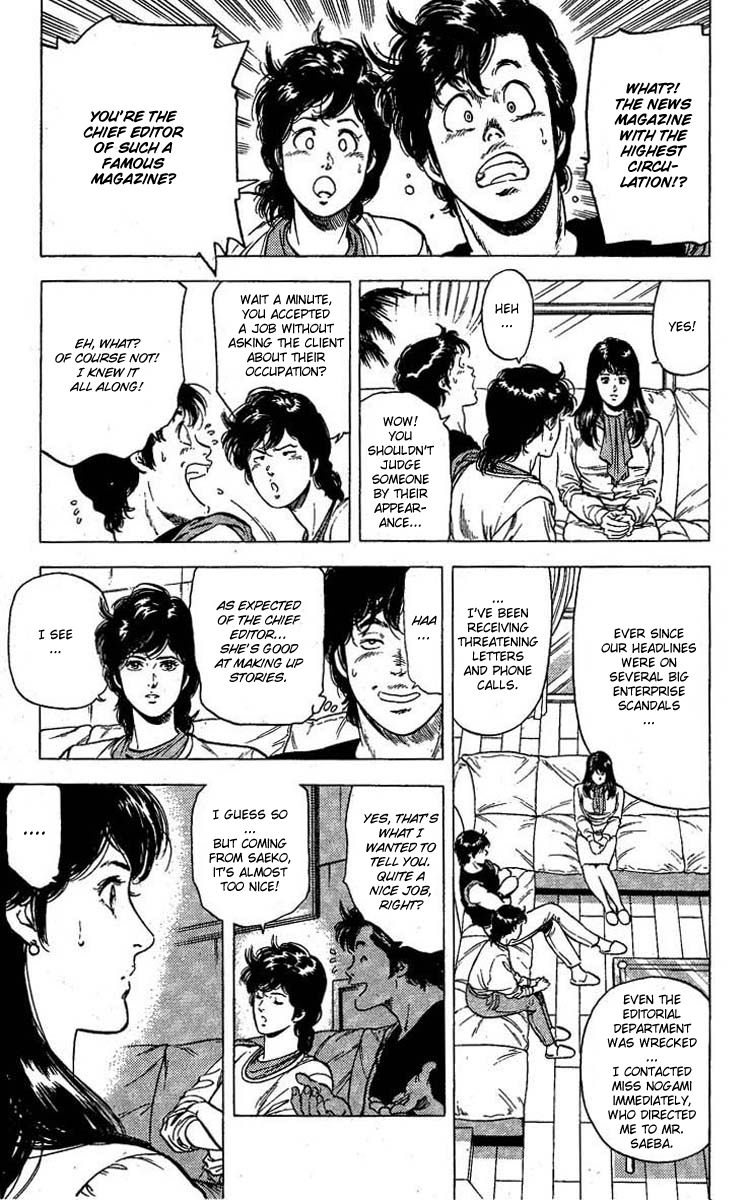 WHAT?!
THE NEWS
MAGAZINE
WITH THE
HIGHEST
CIRCU-
LATION!?
YOU'RE THE
CHIEF EDITOR
OF SUCH A
FAMOUS
MAGAZINE?
YES!
HEH
...
WOW!
YOU
SHOULDN'T
JUDGE
SOMEONE
BY THEIR
APPEAR-
ANCE...
WAIT A MINUTE,
YOU ACCEPTED
A JOB WITHOUT
ASKING THE CLIENT
ABOUT THEIR
OCCUPATION?
EH, WHAT?
OF COURSE NOT!
I KNEW IT
ALL ALONG!
EVER SINCE
OUR HEADLINES
WERE ON
SEVERAL BIG
ENTERPRISE
SCANDALS
...
...
I'VE BEEN
RECEIVING
THREATENING
LETTERS
AND PHONE
CALLS.
EVEN THE
EDITORIAL
DEPARTMENT
WAS WRECKED
...
I CONTACTED
MISS NOGAMI
IMMEDIATELY,
WHO DIRECTED
ME TO MR.
SAEBA.
HAA
...
AS EXPECTED
OF THE CHIEF
EDITOR...
SHE'S GOOD
AT MAKING UP
STORIES.
I SEE
...
YES, THAT'S
WHAT I
WANTED TO
TELL YOU.
QUITE A
NICE JOB,
RIGHT?
I GUESS SO
...
BUT COMING
FROM SAEKO,
IT'S ALMOST
TOO NICE!
....